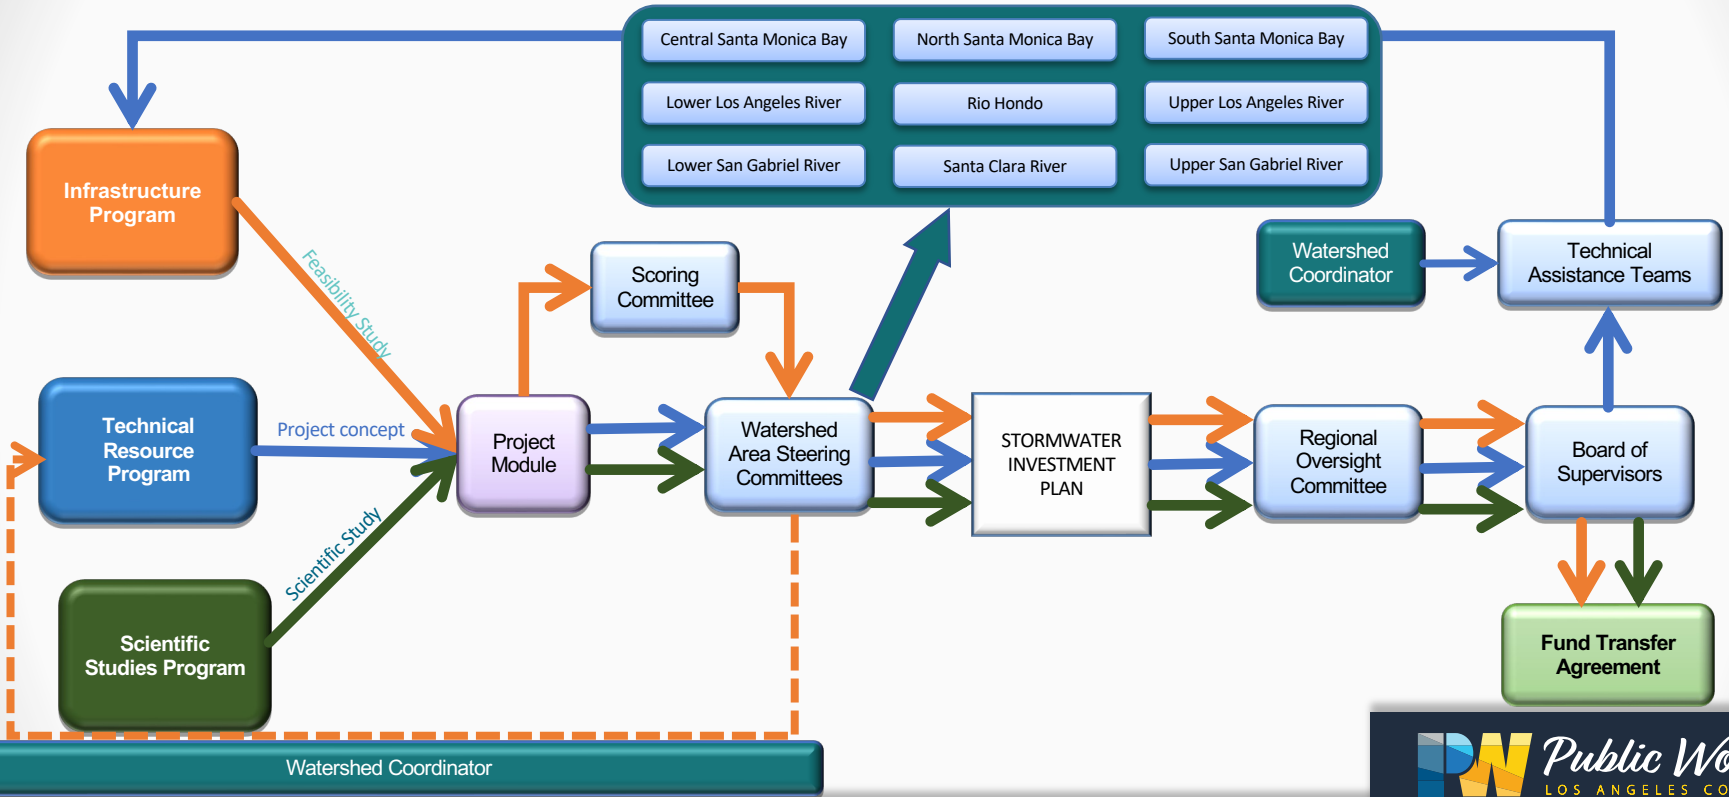 Central Santa Monica Bay
North Santa Monica Bay
South Santa Monica Bay
Lower Los Angeles River
Rio Hondo
Upper Los Angeles River
Lower San Gabriel River
Santa Clara River
Upper San Gabriel River
Infrastructure
Program
Feasibility Study
Scoring
Committee
Watershed
Coordinator
Technical
Assistance Teams
Technical
Resource
Program
Project concept
Project
Module
Watershed
Area Steering
Committees
STORMWATER
INVESTMENT
PLAN
Regional
Oversight
Committee
Board of
Supervisors
Scientific Study
Scientific
Studies Program
Fund Transfer
Agreement
Watershed Coordinator
PW
Public Wo
LOS ANGELES CO